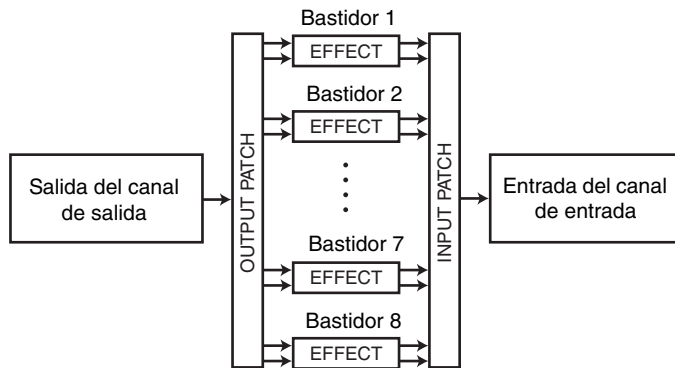 Bastidor 1
EFFECT
Bastidor 2
EFFECT
Salida del canal
de salida
OUTPUT PATCH
INPUT PATCH
Entrada del canal
de entrada
Bastidor 7
EFFECT
Bastidor 8
EFFECT